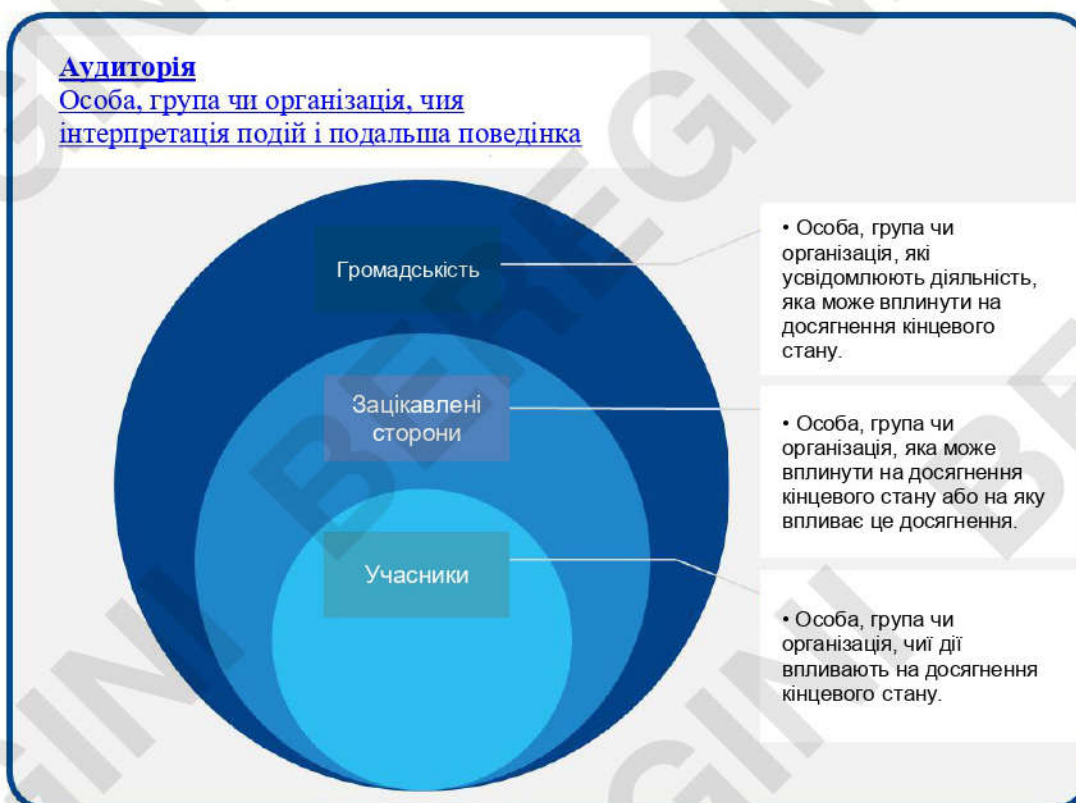 Аудиторія
Особа, група чи організація, чия
інтерпретація подій і подальша поведінка
Громадськість
• Особа, група чи
організація, які
усвідомлюють діяльність,
яка може вплинути на
досягнення кінцевого
стану.
Зацікавлені
сторони
• Особа, група чи
організація, яка може
вплинути на досягнення
кінцевого стану або на яку
впливає це досягнення.
Учасники
• Особа, група чи
організація, чиї дії
впливають на досягнення
кінцевого стану.
BEREGINI